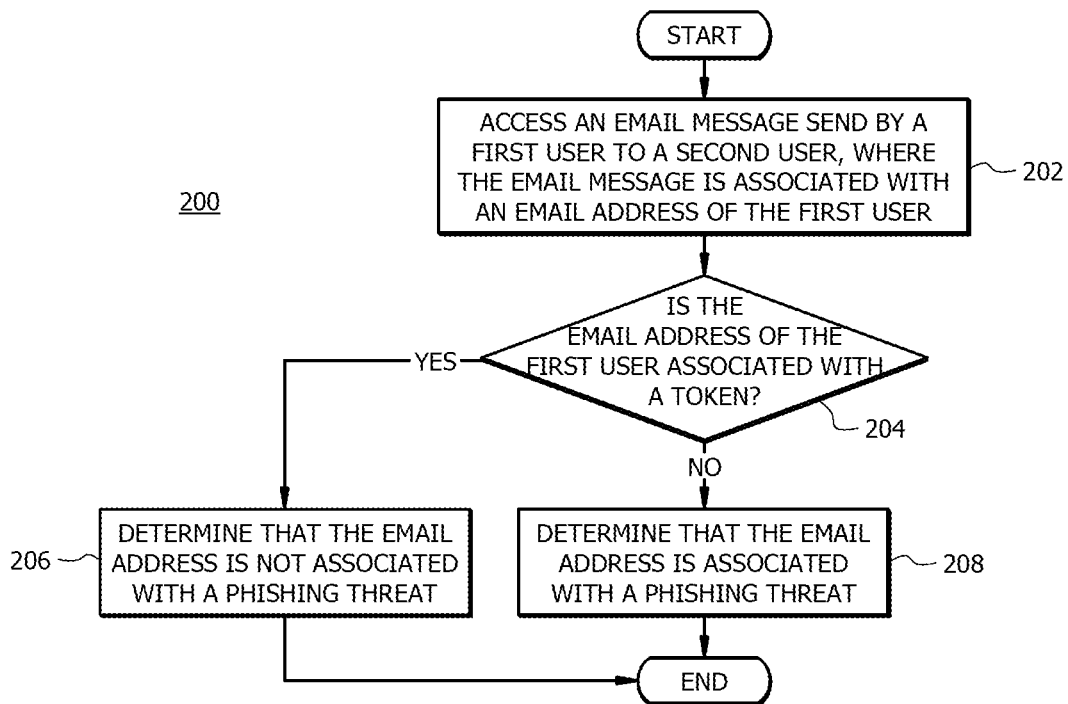 START
ACCESS AN EMAIL MESSAGE SEND BY A
FIRST USER TO A SECOND USER, WHERE
THE EMAIL MESSAGE IS ASSOCIATED WITH
AN EMAIL ADDRESS OF THE FIRST USER
202
200
IS THE
EMAIL ADDRESS OF THE
FIRST USER ASSOCIATED WITH
A TOKEN?
YES
204
NO
206
DETERMINE THAT THE EMAIL
ADDRESS IS NOT ASSOCIATED
WITH A PHISHING THREAT
DETERMINE THAT THE EMAIL
ADDRESS IS ASSOCIATED
WITH A PHISHING THREAT
208
END